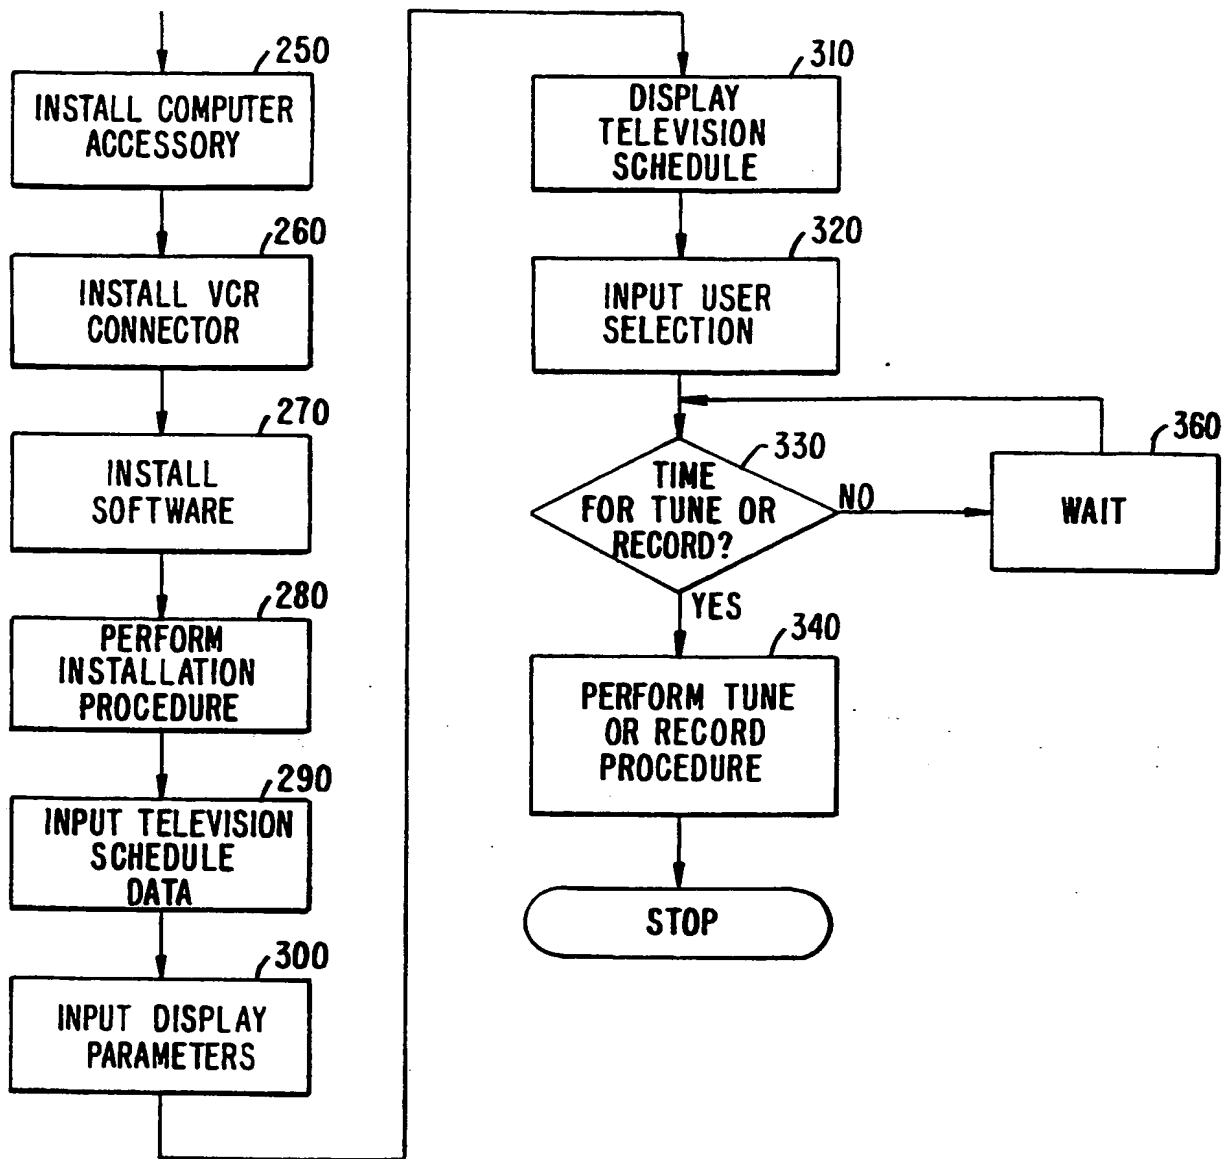 250
INSTALL COMPUTER
ACCESSORY
260
INSTALL VCR
CONNECTOR
270
INSTALL
SOFTWARE
280
PERFORM
INSTALLATION
PROCEDURE
290
INPUT TELEVISION
SCHEDULE
DATA
300
INPUT DISPLAY
PARAMETERS
310
DISPLAY
TELEVISION
SCHEDULE
320
INPUT USER
SELECTION
330
TIME
FOR TUNE OR
RECORD?
NO
360
WAIT
YES
340
PERFORM TUNE
OR RECORD
PROCEDURE
STOP